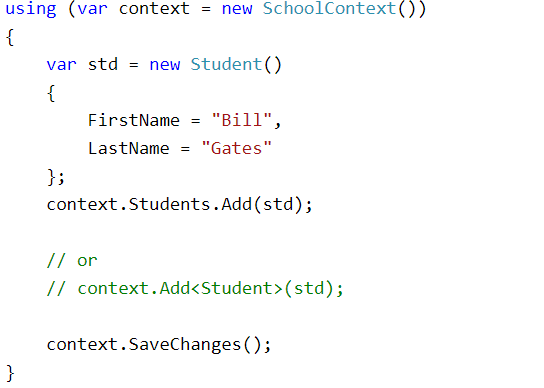 using (var context = new SchoolContext())
{
    var std = new Student()
    {
        FirstName = "Bill",
        LastName = "Gates"
    };
    context.Students.Add(std);

    // or
    // context.Add<Student>(std);

    context.SaveChanges();
}